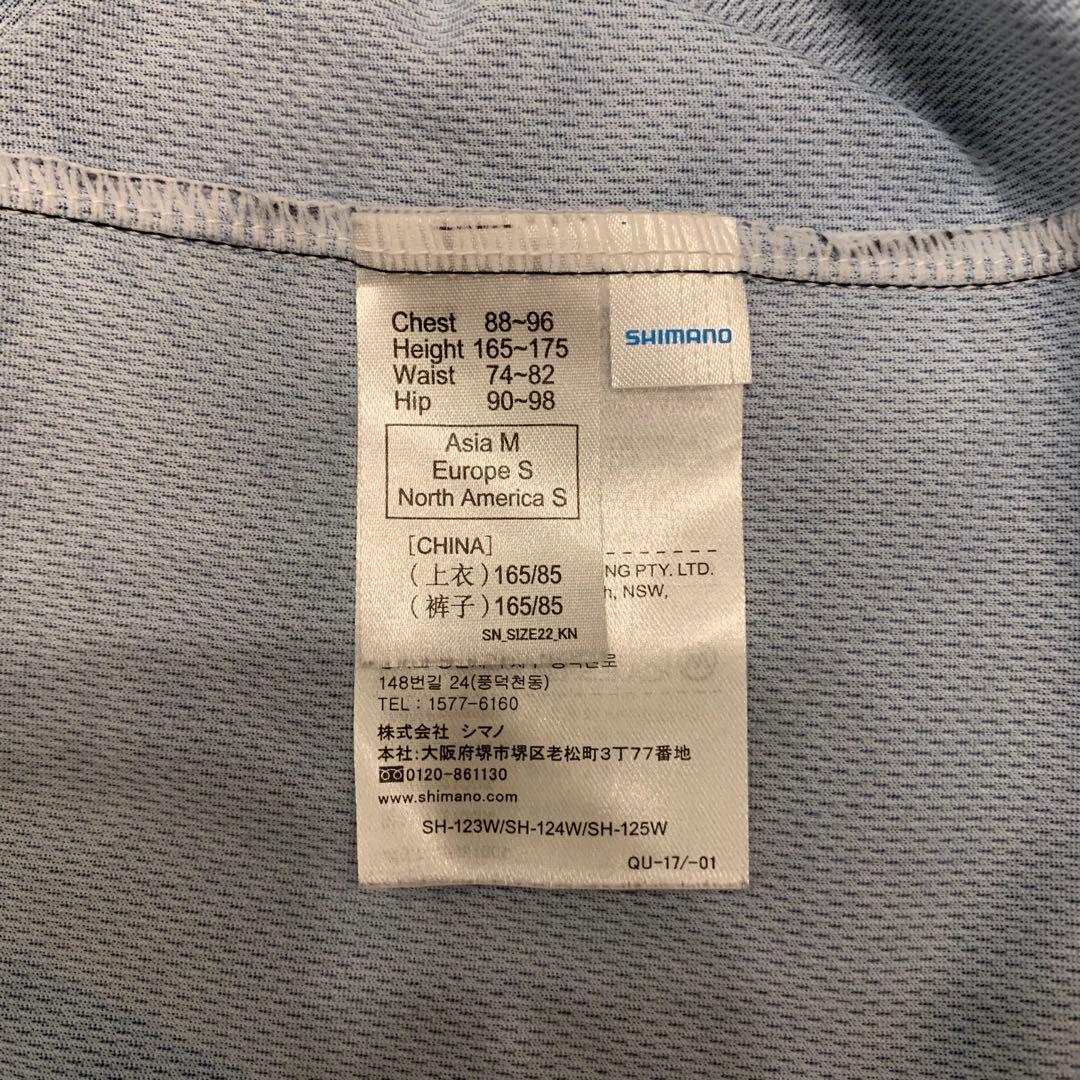 SHIMANO
Chest 88~96
Height 165~175
Waist 74~82
Hip 90~98
Asia M
Europe S
North America S
[CHINA]
(上衣)165/85
(裤子)165/85
SN_SIZE22_KN
NG PTY. LTD.
h, NSW,
148번길 24(풍덕천동)
TEL : 1577-6160
株式会社 シマノ
本社:大阪府堺市堺区老松町3丁77番地
0120-861130
www.shimano.com
SH-123W/SH-124W/SH-125W
QU-17/-01